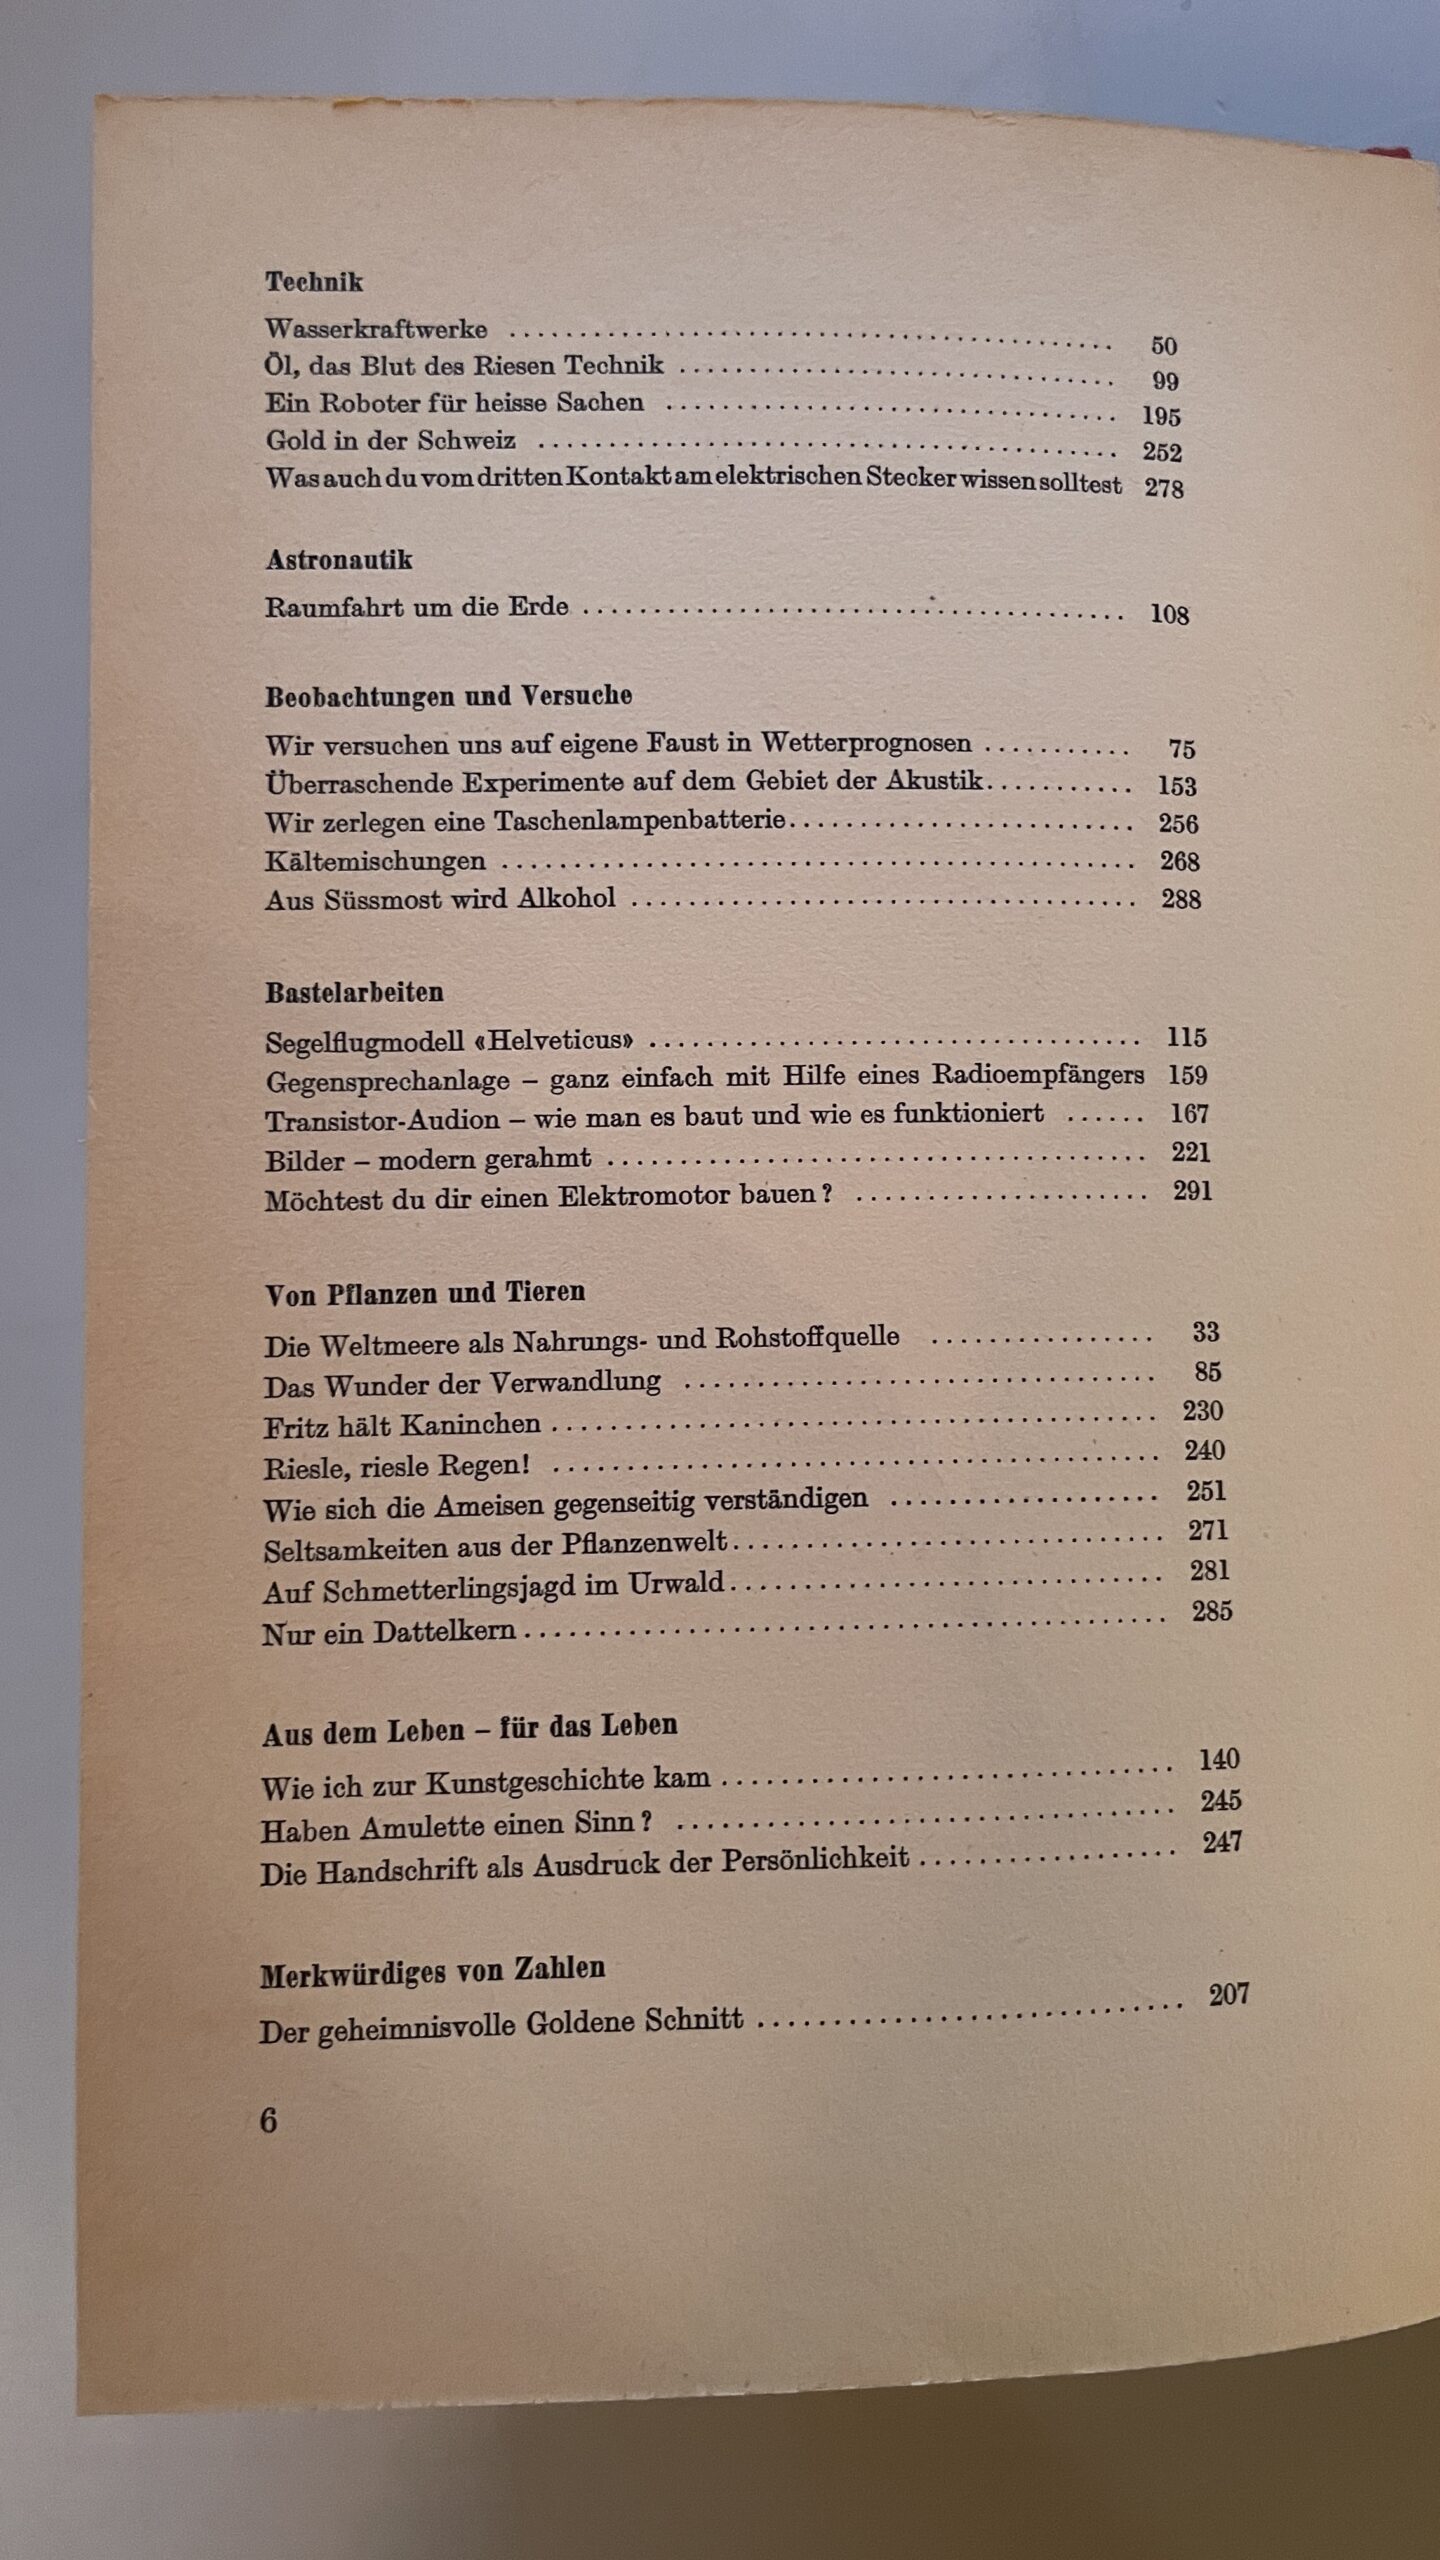 Technik
Wasserkraftwerke ........................................ 50
Öl, das Blut des Riesen Technik ............................. 99
Ein Roboter für heisse Sachen .............................. 195
Gold in der Schweiz ....................................... 252
Was auch du vom dritten Kontakt am elektrischen Stecker wissen solltest 278
Astronautik
Raumfahrt um die Erde ..................................... 108
Beobachtungen und Versuche
Wir versuchen uns auf eigene Faust in Wetterprognosen ........... 75
Überraschende Experimente auf dem Gebiet der Akustik........... 153
Wir zerlegen eine Taschenlampenbatterie........................ 256
Kältemischungen ........................................... 268
Aus Süssmost wird Alkohol .................................. 288
Bastelarbeiten
Segelflugmodell «Helveticus» .................................. 115
Gegensprechanlage – ganz einfach mit Hilfe eines Radioempfängers 159
Transistor-Audion – wie man es baut und wie es funktioniert ...... 167
Bilder – modern gerahmt ..................................... 221
Möchtest du dir einen Elektromotor bauen? ..................... 291
Von Pflanzen und Tieren
Die Weltmeere als Nahrungs- und Rohstoffquelle ................ 33
Das Wunder der Verwandlung ................................ 85
Fritz hält Kaninchen ......................................... 230
Riesle, riesle Regen! ......................................... 240
Wie sich die Ameisen gegenseitig verständigen ................... 251
Seltsamkeiten aus der Pflanzenwelt.............................. 271
Auf Schmetterlingsjagd im Urwald.............................. 281
Nur ein Dattelkern ............................................ 285
Aus dem Leben – für das Leben
Wie ich zur Kunstgeschichte kam ............................... 140
Haben Amulette einen Sinn? .................................. 245
Die Handschrift als Ausdruck der Persönlichkeit .................. 247
Merkwürdiges von Zahlen
Der geheimnisvolle Goldene Schnitt ............................. 207
6